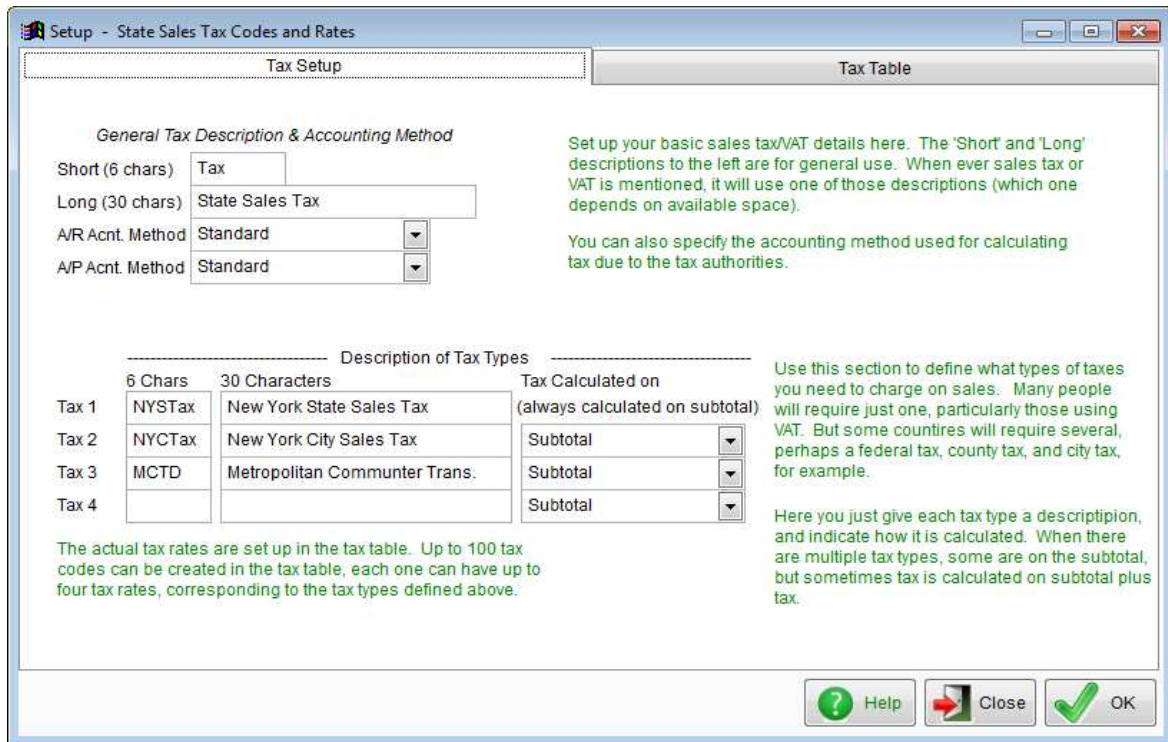 Setup - State Sales Tax Codes and Rates
Tax Setup
Tax Table
General Tax Description & Accounting Method
Short (6 chars) Tax
Long (30 chars) State Sales Tax
A/R Acnt. Method Standard
A/P Acnt. Method Standard
Set up your basic sales tax/VAT details here. The 'Short' and 'Long'
descriptions to the left are for general use. When ever sales tax or
VAT is mentioned, it will use one of those descriptions (which one
depends on available space).
You can also specify the accounting method used for calculating
tax due to the tax authorities.
---------------------------------- Description of Tax Types ----------------------------------
6 Chars 30 Characters Tax Calculated on
Tax 1 NYSTax New York State Sales Tax (always calculated on subtotal)
Tax 2 NYCTax New York City Sales Tax Subtotal
Tax 3 MCTD Metropolitan Communter Trans. Subtotal
Tax 4 Subtotal
The actual tax rates are set up in the tax table. Up to 100 tax
codes can be created in the tax table, each one can have up to
four tax rates, corresponding to the tax types defined above.
Use this section to define what types of taxes
you need to charge on sales. Many people
will require just one, particularly those using
VAT. But some countires will require several,
perhaps a federal tax, county tax, and city tax,
for example.
Here you just give each tax type a descriptipion,
and indicate how it is calculated. When there
are multiple tax types, some are on the subtotal,
but sometimes tax is calculated on subtotal plus
tax.
Help
Close
OK